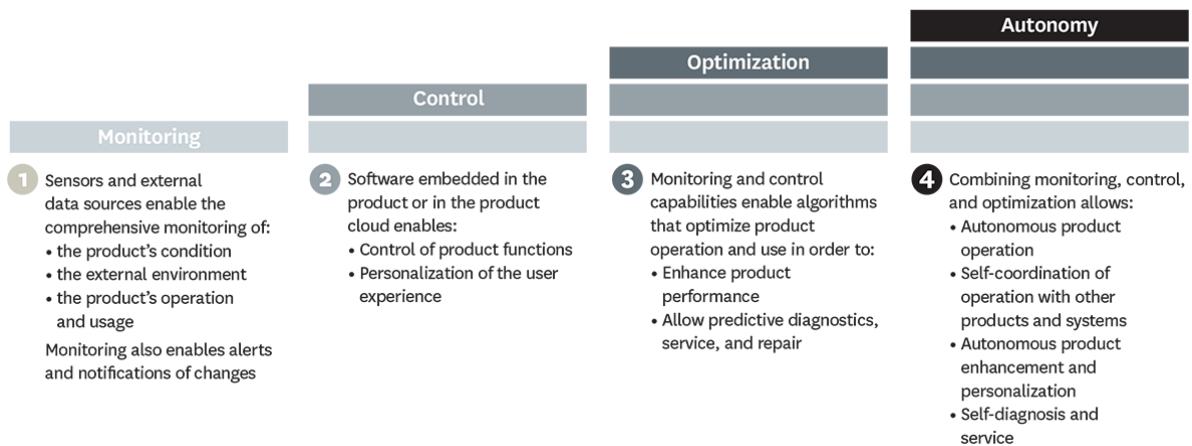 Monitoring
1
Sensors and external
data sources enable the
comprehensive monitoring of:
• the product's condition
• the external environment
• the product's operation
and usage
Monitoring also enables alerts
and notifications of changes
Control
2
Software embedded in the
product or in the product
cloud enables:
• Control of product functions
• Personalization of the user
experience
Optimization
3
Monitoring and control
capabilities enable algorithms
that optimize product
operation and use in order to:
• Enhance product
performance
• Allow predictive diagnostics,
service, and repair
Autonomy
4
Combining monitoring, control,
and optimization allows:
• Autonomous product
operation
• Self-coordination of
operation with other
products and systems
• Autonomous product
enhancement and
personalization
• Self-diagnosis and
service